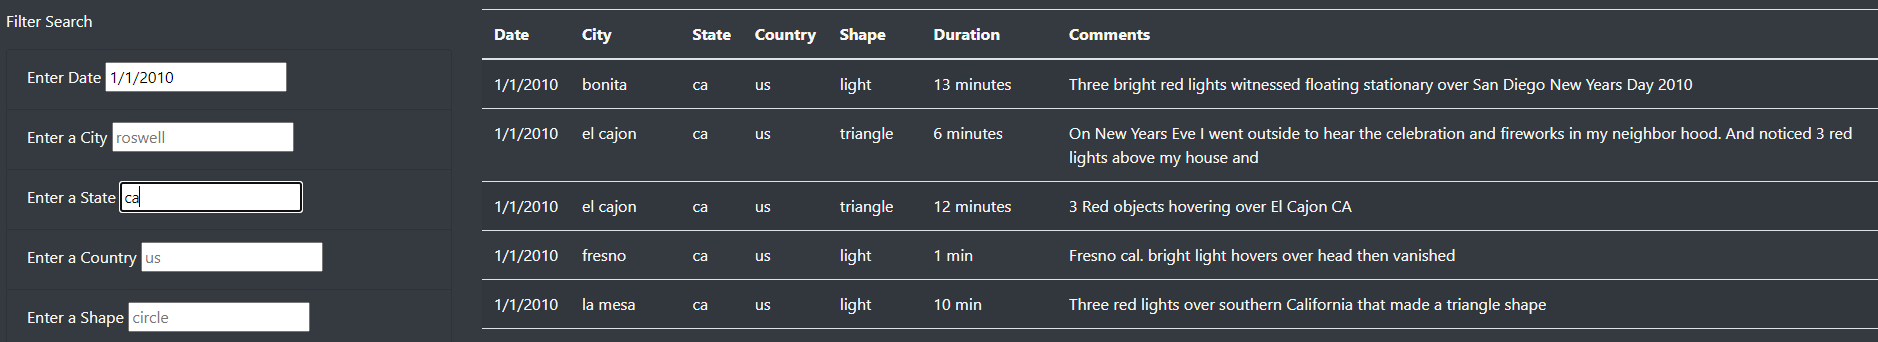 Filter Search
Enter Date 1/1/2010
Enter a City roswell
Enter a State ca
Enter a Country us
Enter a Shape circle
Date City State Country Shape Duration Comments
1/1/2010 bonita ca us light 13 minutes Three bright red lights witnessed floating stationary over San Diego New Years Day 2010
1/1/2010 el cajon ca us triangle 6 minutes On New Years Eve I went outside to hear the celebration and fireworks in my neighbor hood. And noticed 3 red
lights above my house and
1/1/2010 el cajon ca us triangle 12 minutes 3 Red objects hovering over El Cajon CA
1/1/2010 fresno ca us light 1 min Fresno cal. bright light hovers over head then vanished
1/1/2010 la mesa ca us light 10 min Three red lights over southern California that made a triangle shape